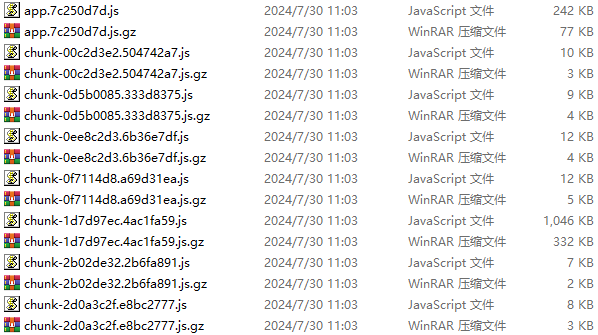 app.7c250d7d.js 2024/7/30 11:03 JavaScript 文件 242 KB
app.7c250d7d.js.gz 2024/7/30 11:03 WinRAR 压缩文件 77 KB
chunk-00c2d3e2.504742a7.js 2024/7/30 11:03 JavaScript 文件 10 KB
chunk-00c2d3e2.504742a7.js.gz 2024/7/30 11:03 WinRAR 压缩文件 3 KB
chunk-0d5b0085.333d8375.js 2024/7/30 11:03 JavaScript 文件 9 KB
chunk-0d5b0085.333d8375.js.gz 2024/7/30 11:03 WinRAR 压缩文件 4 KB
chunk-0ee8c2d3.6b36e7df.js 2024/7/30 11:03 JavaScript 文件 12 KB
chunk-0ee8c2d3.6b36e7df.js.gz 2024/7/30 11:03 WinRAR 压缩文件 4 KB
chunk-0f7114d8.a69d31ea.js 2024/7/30 11:03 JavaScript 文件 12 KB
chunk-0f7114d8.a69d31ea.js.gz 2024/7/30 11:03 WinRAR 压缩文件 5 KB
chunk-1d7d97ec.4ac1fa59.js 2024/7/30 11:03 JavaScript 文件 1,046 KB
chunk-1d7d97ec.4ac1fa59.js.gz 2024/7/30 11:03 WinRAR 压缩文件 332 KB
chunk-2b02de32.2b6fa891.js 2024/7/30 11:03 JavaScript 文件 7 KB
chunk-2b02de32.2b6fa891.js.gz 2024/7/30 11:03 WinRAR 压缩文件 2 KB
chunk-2d0a3c2f.e8bc2777.js 2024/7/30 11:03 JavaScript 文件 8 KB
chunk-2d0a3c2f.e8bc2777.js.gz 2024/7/30 11:03 WinRAR 压缩文件 3 KB